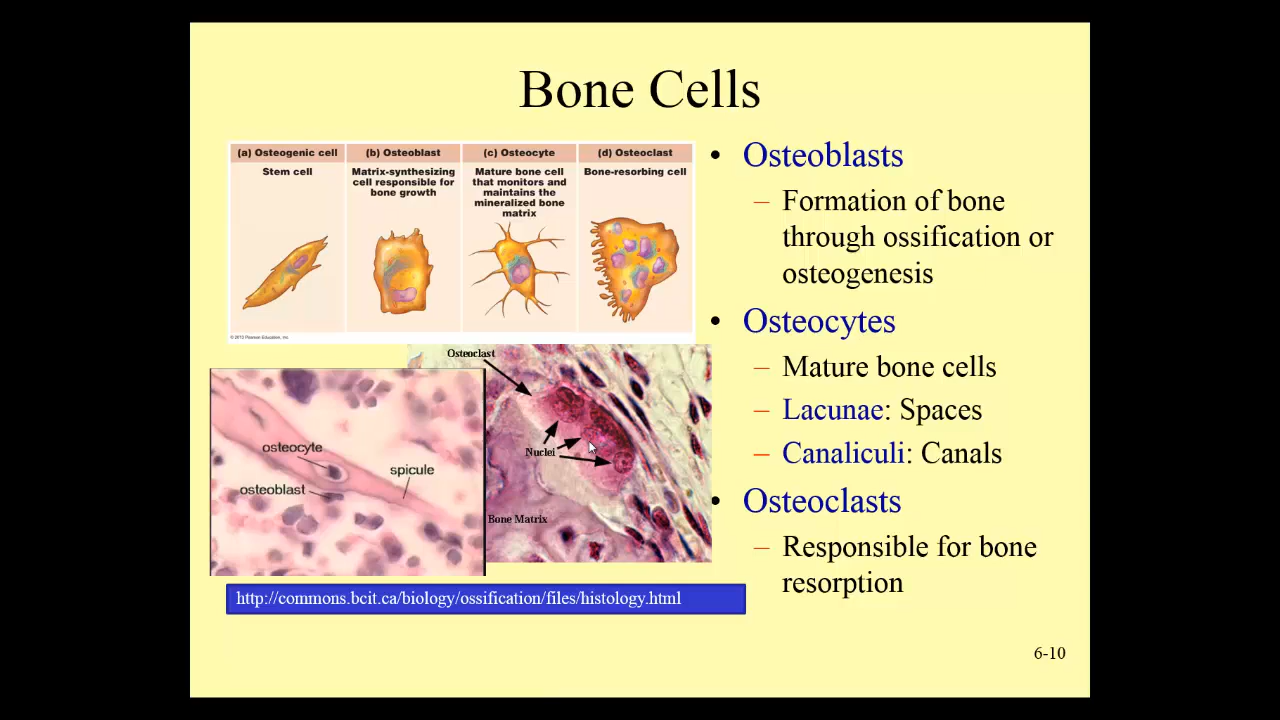 Bone Cells
(a) Osteogenic cell
(b) Osteoblast
(c) Osteocyte
(d) Osteoclast
Stem cell
Matrix-synthesizing
cell responsible for
bone growth
Mature bone cell
that monitors and
maintains the
mineralized bone
matrix
Bone-resorbing cell
© 2012 Pearson Education, Inc.
Osteoclast
Nuclei
Bone Matrix
osteocyte
spicule
osteoblast
http://commons.bcit.ca/biology/ossification/files/histology.html
• Osteoblasts
– Formation of bone
through ossification or
osteogenesis
• Osteocytes
– Mature bone cells
– Lacunae: Spaces
– Canaliculi: Canals
• Osteoclasts
– Responsible for bone
resorption
6-10